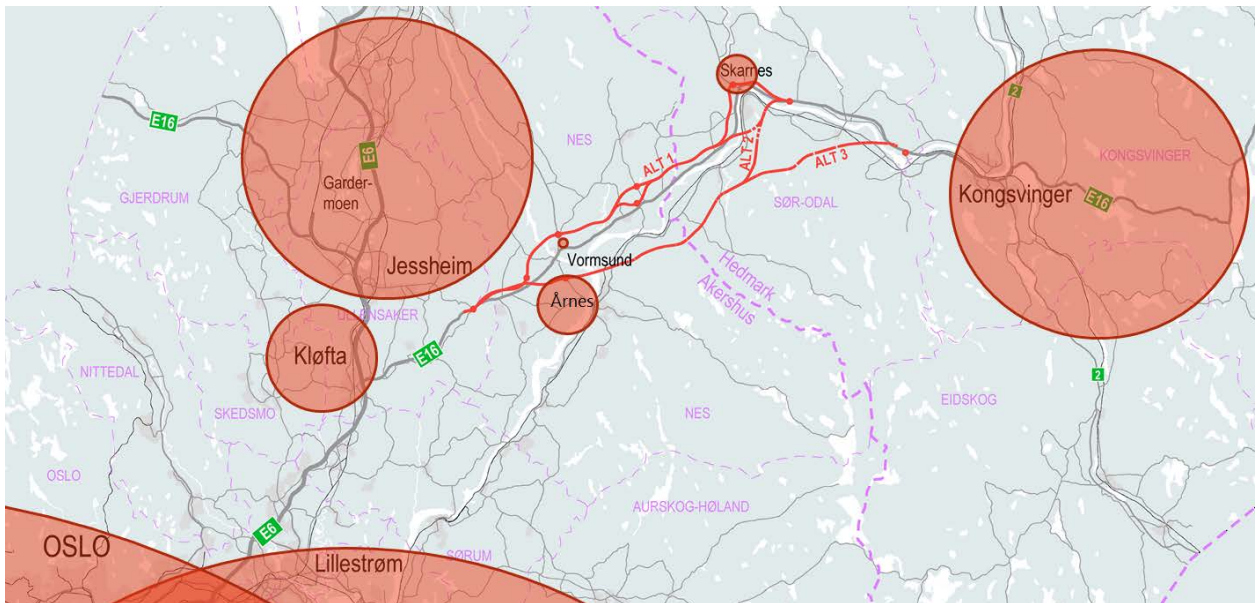 Skarnes
2
E16
E6
NES
ALT 1
ALT 2
ALT 3
KONGSVINGER
Garder-
moen
GJERDRUM
SØR-ODAL
Kongsvinger
E16
Jessheim
Vormsund
Hedmark
Akershus
Årnes
ULLENSAKER
Kløfta
E16
NITTEDAL
2
SKEDSMO
NES
EIDSKOG
OSLO
AURSKOG-HØLAND
E6
OSLO
Lillestrøm
SØRUM